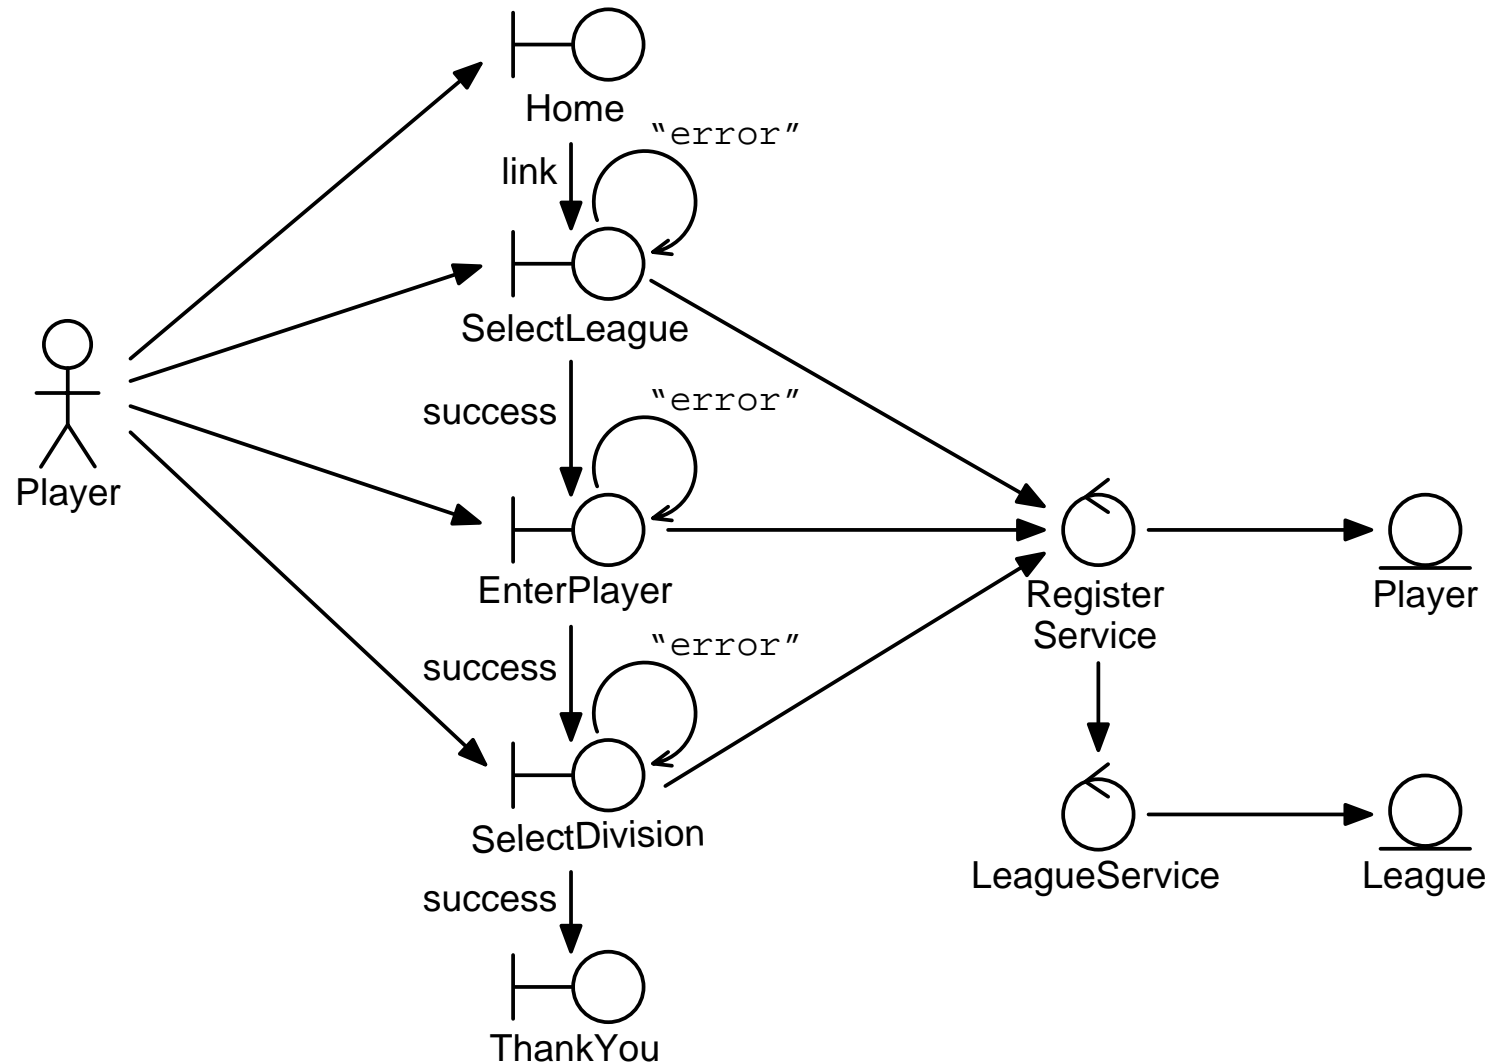 Home
“error”
link
SelectLeague
“error”
success
Player
EnterPlayer
Register
Service
Player
“error”
success
SelectDivision
LeagueService
League
success
ThankYou